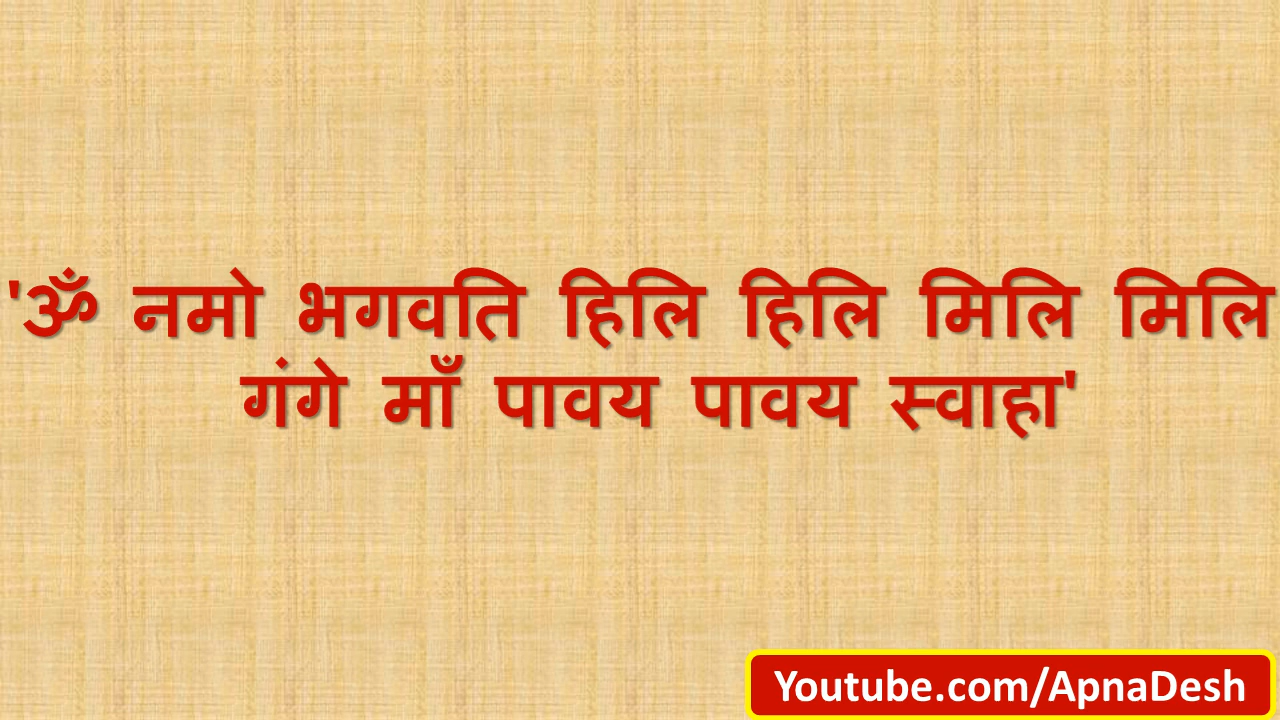 'ॐ नमो भगवति हिलि हिलि मिलि मिलि
गंगे माँ पावय पावय स्वाहा'
Youtube.com/ApnaDesh